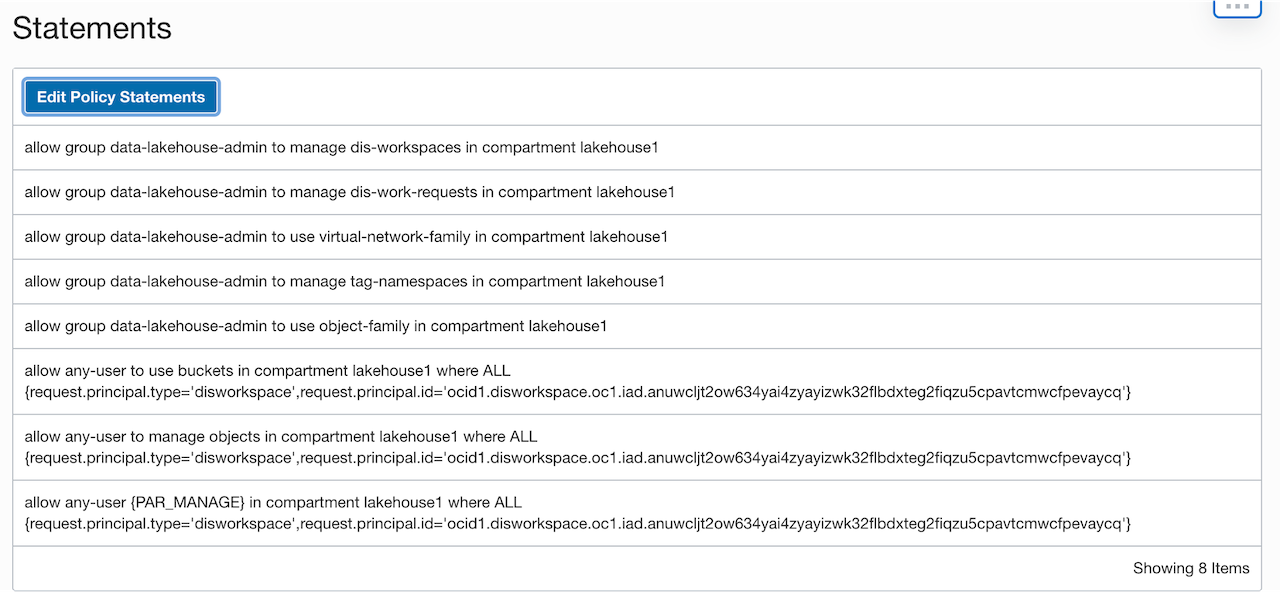 Statements
Edit Policy Statements
allow group data-lakehouse-admin to manage dis-workspaces in compartment lakehouse1
allow group data-lakehouse-admin to manage dis-work-requests in compartment lakehouse1
allow group data-lakehouse-admin to use virtual-network-family in compartment lakehouse1
allow group data-lakehouse-admin to manage tag-namespaces in compartment lakehouse1
allow group data-lakehouse-admin to use object-family in compartment lakehouse1
allow any-user to use buckets in compartment lakehouse1 where ALL
{request.principal.type='disworkspace',request.principal.id='ocid1.disworkspace.oc1.iad.anuwcljt2ow634yai4zyayizwk32flbdxteg2fiqzu5cpavtcmwcfpevaycq'}
allow any-user to manage objects in compartment lakehouse1 where ALL
{request.principal.type='disworkspace',request.principal.id='ocid1.disworkspace.oc1.iad.anuwcljt2ow634yai4zyayizwk32flbdxteg2fiqzu5cpavtcmwcfpevaycq'}
allow any-user {PAR_MANAGE} in compartment lakehouse1 where ALL
{request.principal.type='disworkspace',request.principal.id='ocid1.disworkspace.oc1.iad.anuwcljt2ow634yai4zyayizwk32flbdxteg2fiqzu5cpavtcmwcfpevaycq'}
Showing 8 Items